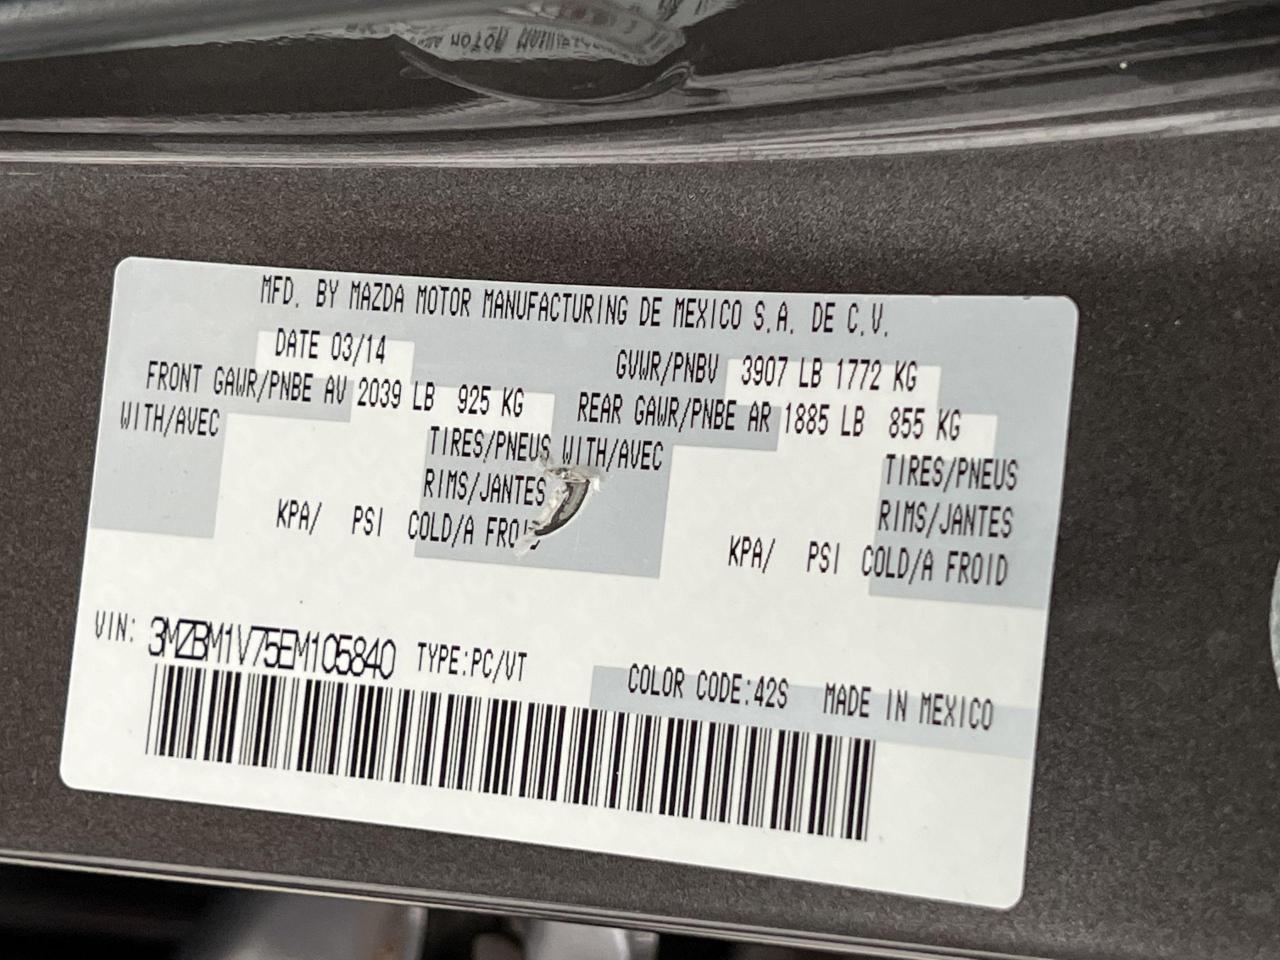 MFD. BY MAZDA MOTOR MANUFACTURING DE MEXICO S.A. DE C.V.
DATE 03/14 GVWR/PNBV 3907 LB 1772 KG
FRONT GAWR/PNBE AV 2039 LB 925 KG REAR GAWR/PNBE AR 1885 LB 855 KG
WITH/AVEC TIRES/PNEUS WITH/AVEC TIRES/PNEUS
RIMS/JANTES RIMS/JANTES
KPA/ PSI COLD/A FROID KPA/ PSI COLD/A FROID
VIN: 3MZBM1V75EM105840 TYPE:PC/VT COLOR CODE:42S MADE IN MEXICO